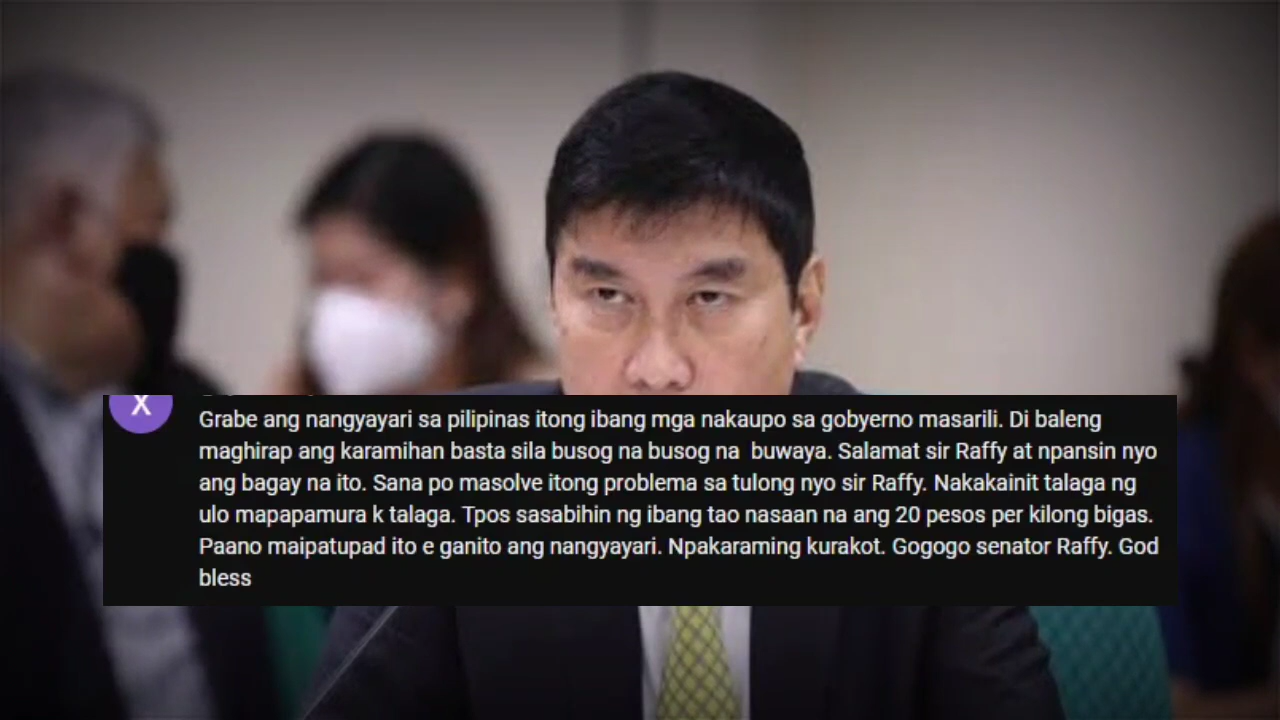 X
Grabe ang nangyayari sa pilipinas itong ibang mga nakaupo sa gobyerno masarili. Di baleng
maghirap ang karamihan basta sila busog na busog na  buwaya. Salamat sir Raffy at npansin nyo
ang bagay na ito. Sana po masolve itong problema sa tulong nyo sir Raffy. Nakakainit talaga ng
ulo mapapamura k talaga. Tpos sasabihin ng ibang tao nasaan na ang 20 pesos per kilong bigas.
Paano maipatupad ito e ganito ang nangyayari. Npakaraming kurakot. Gogogo senator Raffy. God
bless